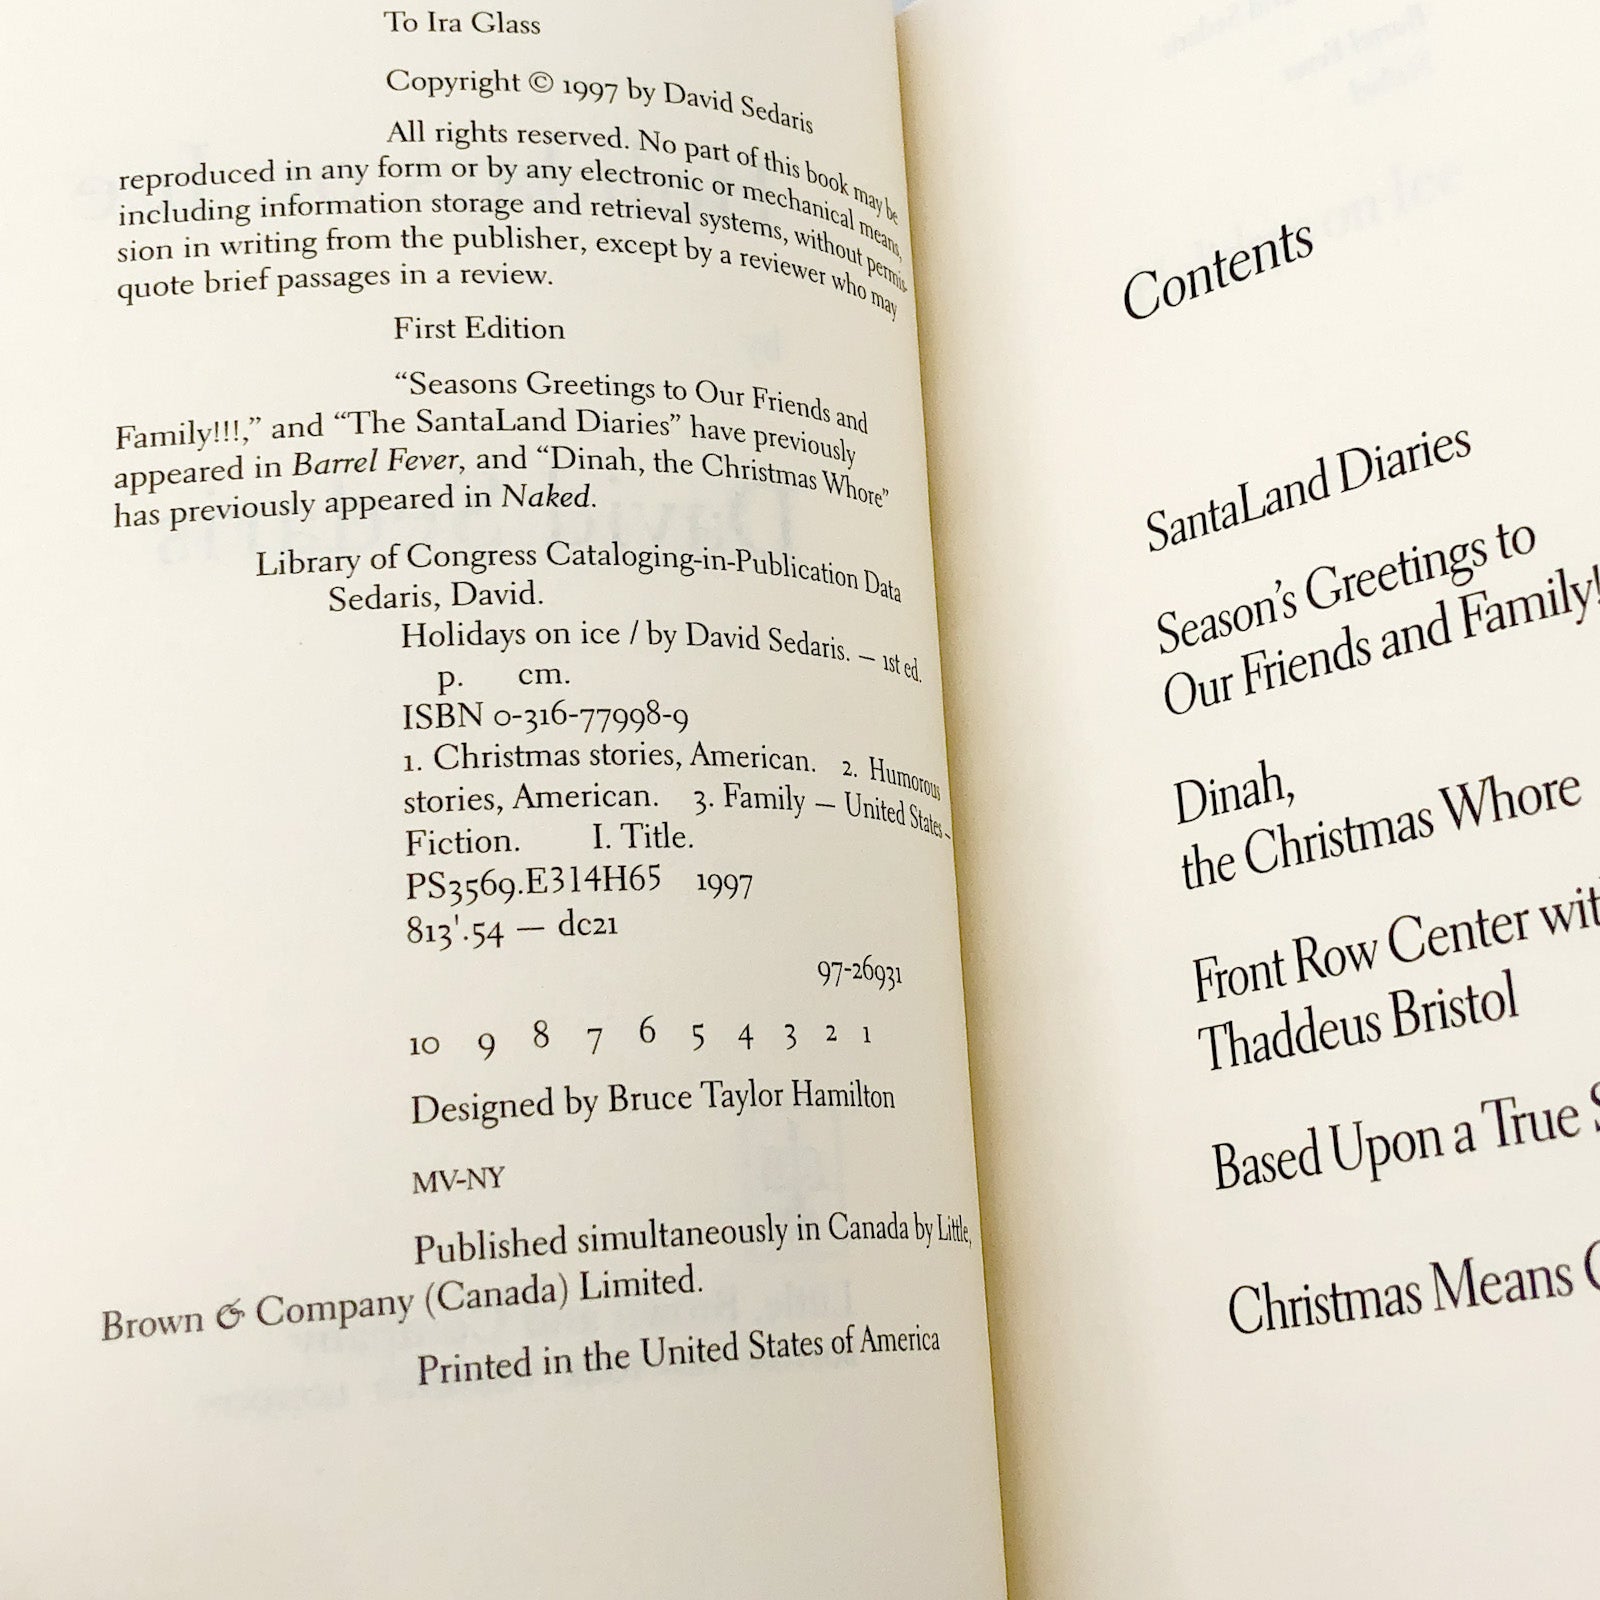 To Ira Glass
Copyright © 1997 by David Sedaris
All rights reserved. No part of this book may be
reproduced in any form or by any electronic or mechanical means,
including information storage and retrieval systems, without permis-
sion in writing from the publisher, except by a reviewer who may
quote brief passages in a review.
First Edition
“Seasons Greetings to Our Friends and
Family!!!,” and “The SantaLand Diaries” have previously
appeared in Barrel Fever, and “Dinah, the Christmas Whore”
has previously appeared in Naked.
Library of Congress Cataloging-in-Publication Data
Sedaris, David.
Holidays on ice / by David Sedaris. — 1st ed.
p. cm.
ISBN 0-316-77998-9
1. Christmas stories, American. 2. Humorous
stories, American. 3. Family — United States –
Fiction. I. Title.
PS3569.E314H65 1997
813'.54 — dc21
97-26931
10 9 8 7 6 5 4 3 2 1
Designed by Bruce Taylor Hamilton
MV-NY
Published simultaneously in Canada by Little,
Brown & Company (Canada) Limited.
Printed in the United States of America
Contents
SantaLand Diaries
Season’s Greetings to
Our Friends and Family!
Dinah,
the Christmas Whore
Front Row Center
Thaddeus Bristol
Based Upon a True
Christmas Means